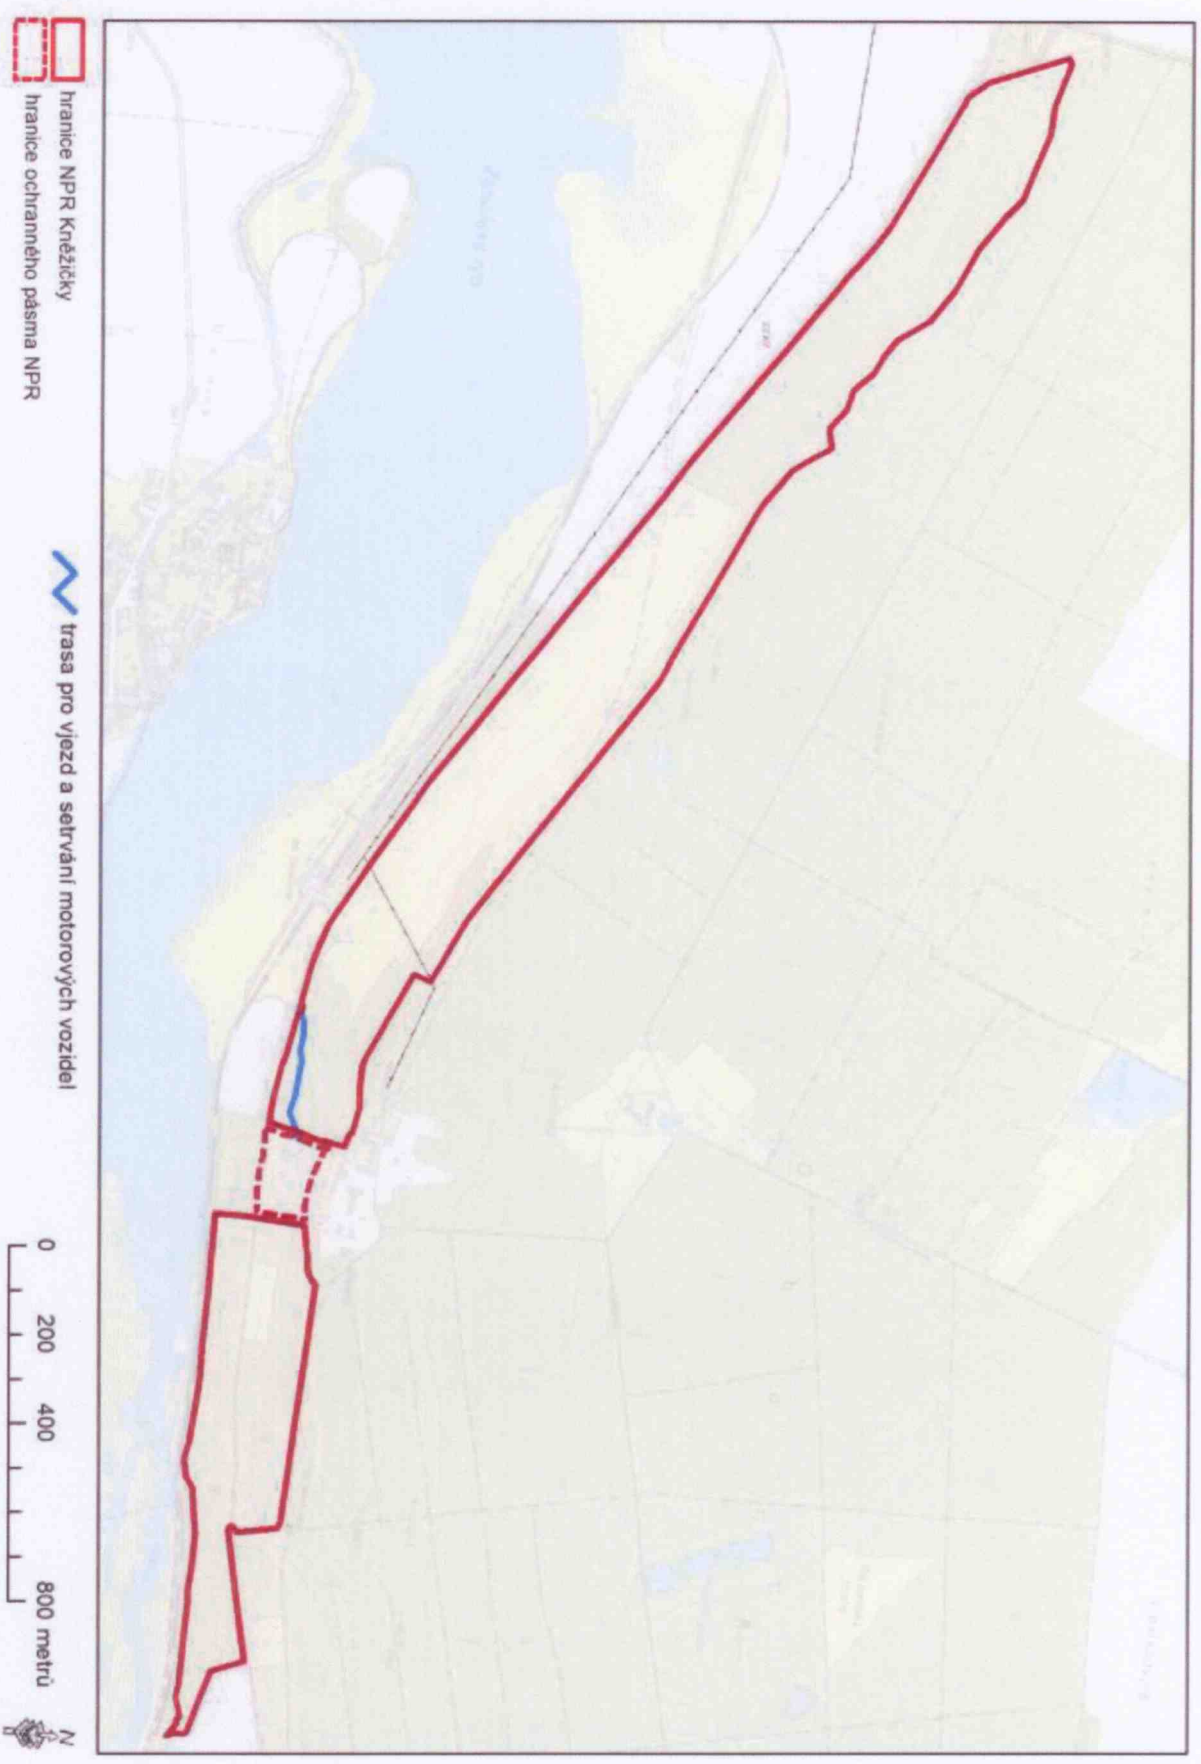 hranice NPR Kněžičky
hranice ochranného pásma NPR
trasa pro vjezd a setrvání motorových vozidel
0 200 400 800 metrů
N